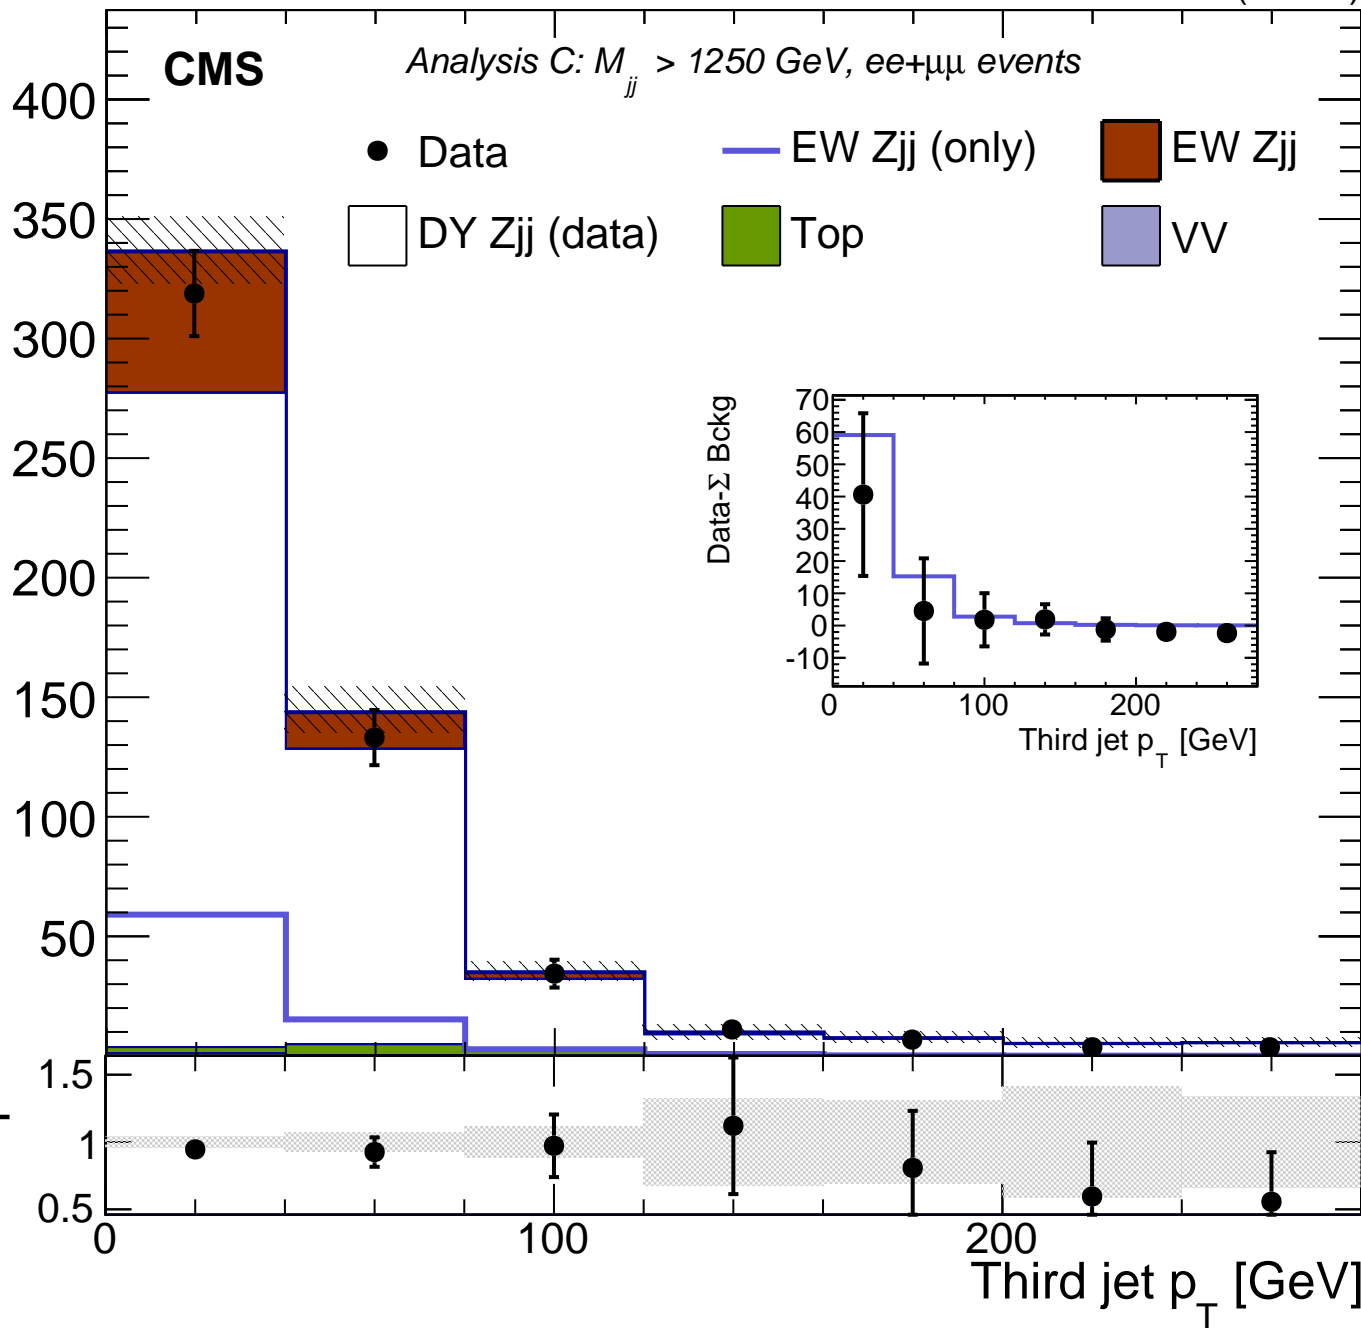 CMS
Analysis C: M_jj > 1250 GeV, ee+μμ events
Data
EW Zjj (only)
EW Zjj
DY Zjj (data)
Top
VV
400
350
300
250
200
150
100
50
Data-Σ Bckg
70
60
50
40
30
20
10
0
-10
0 100 200
Third jet p_T [GeV]
1.5
1
0.5
0 100 200
Third jet p_T [GeV]